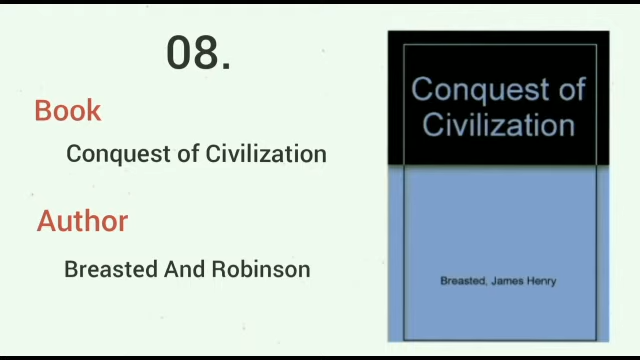 08.
Book
Conquest of Civilization
Author
Breasted And Robinson
Conquest of
Civilization
Breasted, James Henry